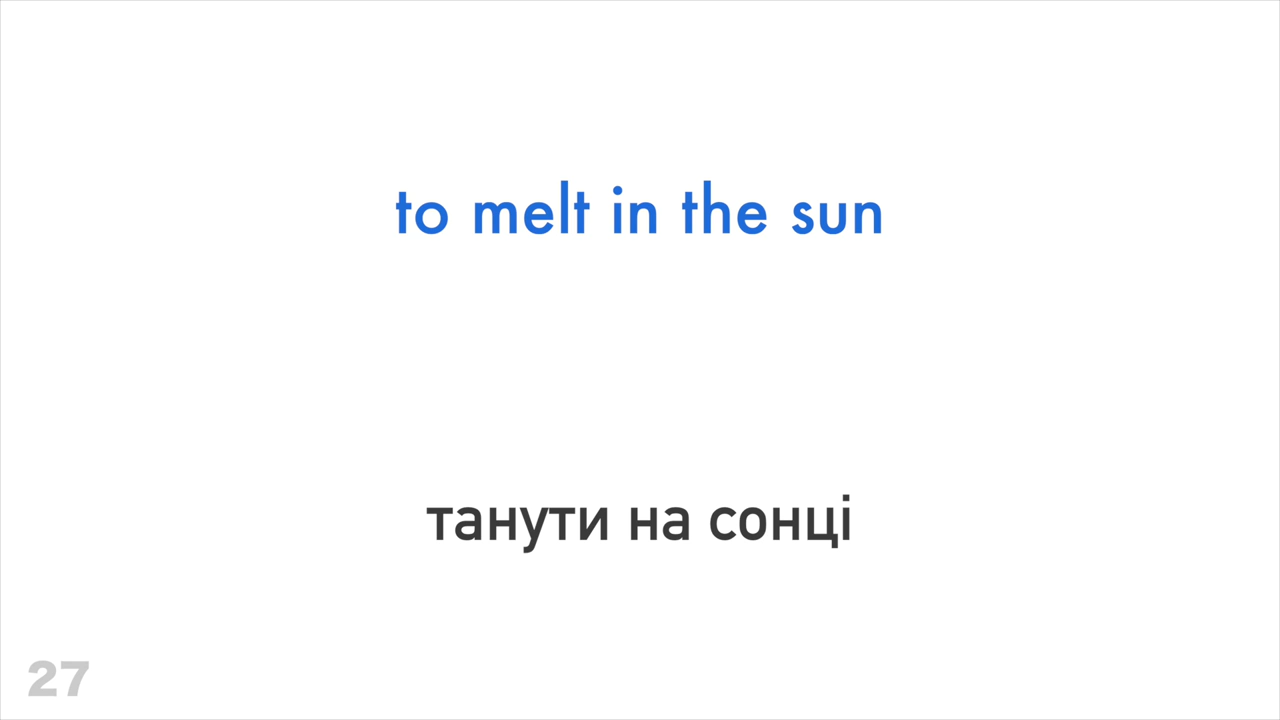 to melt in the sun
танути на сонці
27